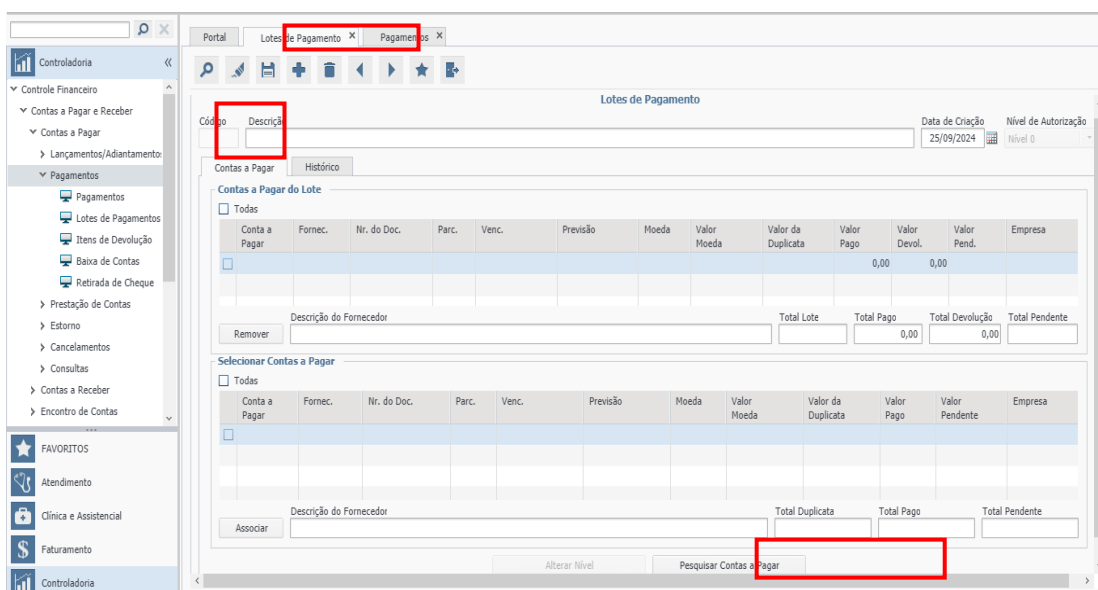 Portal
Lotes de Pagamento
Pagamentos
Controladoria
Controle Financeiro
Contas a Pagar e Receber
Contas a Pagar
Lançamentos/Adiantamento:
Pagamentos
Pagamentos
Lotes de Pagamentos
Itens de Devolução
Baixa de Contas
Retirada de Cheque
Prestação de Contas
Estorno
Cancelamentos
Consultas
Contas a Receber
Encontro de Contas
FAVORITOS
Atendimento
Clínica e Assistencial
Faturamento
Controladoria
Lotes de Pagamento
Código Descrição Data de Criação Nível de Autorização
25/09/2024 Nível 0
Contas a Pagar Histórico
Contas a Pagar do Lote
Todas
Conta a Pagar Fornec. Nr. do Doc. Parc. Venc. Previsão Moeda Valor Moeda Valor da Duplicata Valor Pago Valor Devol. Valor Pend. Empresa
0,00 0,00
Descrição do Fornecedor Total Lote Total Pago Total Devolução Total Pendente
Remover 0,00 0,00
Selecionar Contas a Pagar
Todas
Conta a Pagar Fornec. Nr. do Doc. Parc. Venc. Previsão Moeda Valor Moeda Valor da Duplicata Valor Pago Valor Pendente Empresa
Descrição do Fornecedor Total Duplicata Total Pago Total Pendente
Associar
Alterar Nível Pesquisar Contas a Pagar